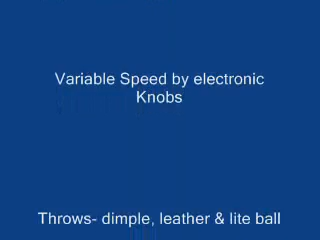 Variable Speed by electronic
Knobs
Throws- dimple, leather & lite ball